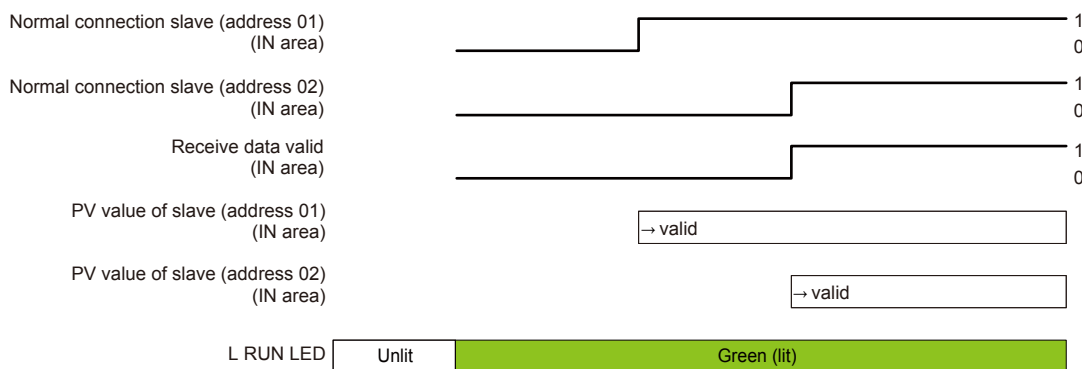 Normal connection slave (address 01)
(IN area)
1
0
Normal connection slave (address 02)
(IN area)
1
0
Receive data valid
(IN area)
1
0
PV value of slave (address 01)
(IN area)
→ valid
PV value of slave (address 02)
(IN area)
→ valid
L RUN LED
Unlit
Green (lit)